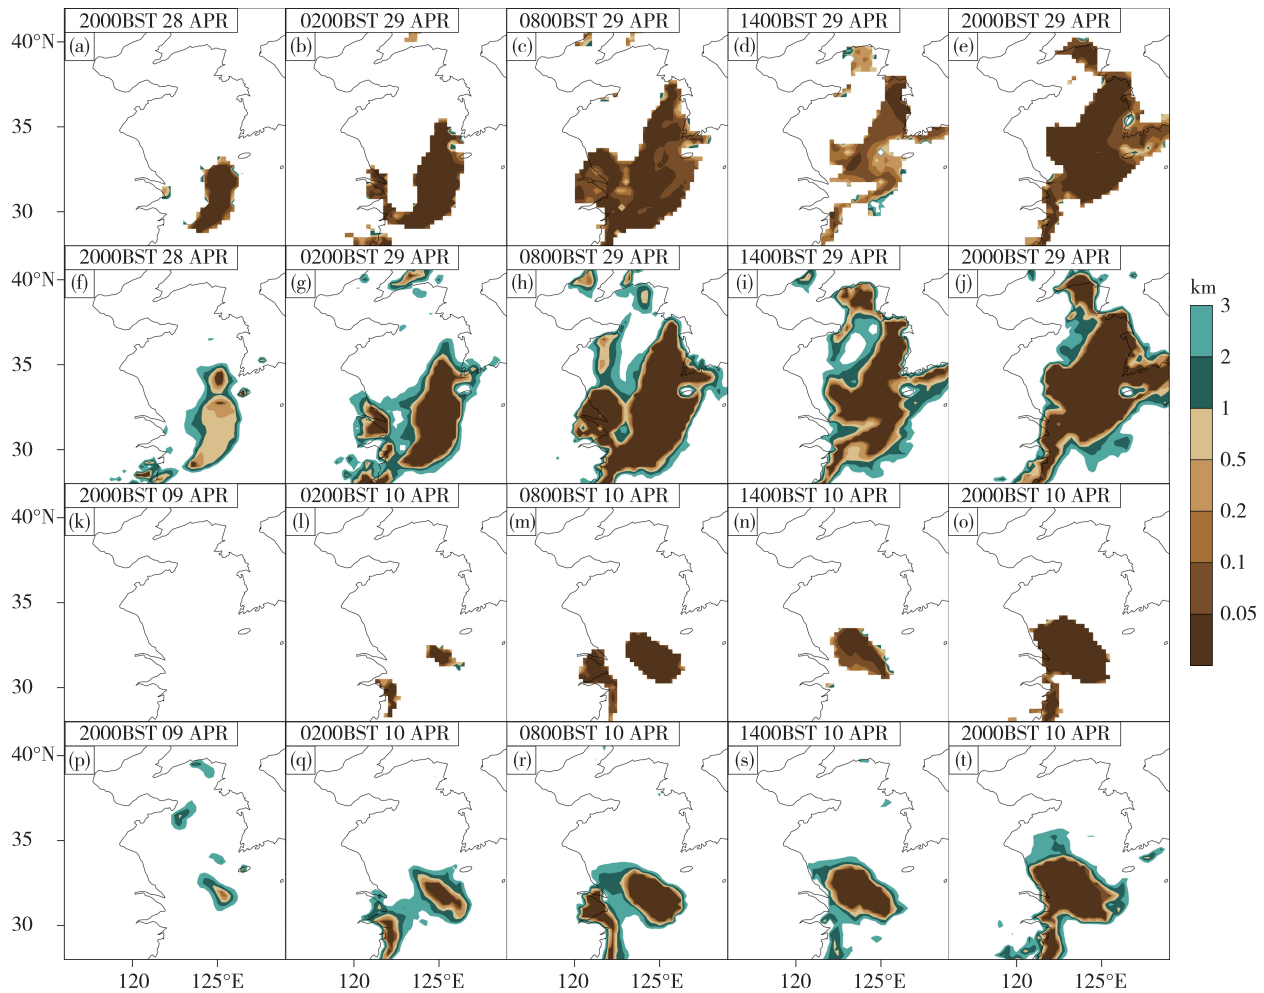 2000BST 28 APR 0200BST 29 APR 0800BST 29 APR 1400BST 29 APR 2000BST 29 APR
40°N (a) (b) (c) (d) (e)
35
30
2000BST 28 APR 0200BST 29 APR 0800BST 29 APR 1400BST 29 APR 2000BST 29 APR
40°N (f) (g) (h) (i) (j)
35
30
2000BST 09 APR 0200BST 10 APR 0800BST 10 APR 1400BST 10 APR 2000BST 10 APR
40°N (k) (l) (m) (n) (o)
35
30
2000BST 09 APR 0200BST 10 APR 0800BST 10 APR 1400BST 10 APR 2000BST 10 APR
40°N (p) (q) (r) (s) (t)
35
30
120 125°E 120 125°E 120 125°E 120 125°E 120 125°E
km
3
2
1
0.5
0.2
0.1
0.05